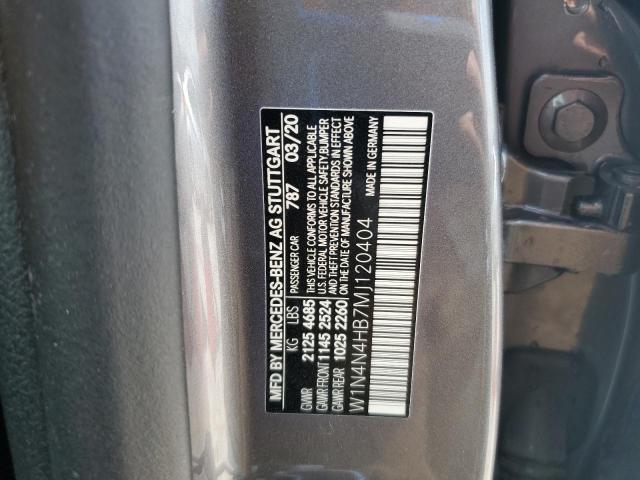 MFD BY MERCEDES-BENZ AG STUTTGART
KG LBS PASSENGER CAR 787 03/20
GAWR 2125 4685 THIS VEHICLE CONFORMS TO ALL APPLICABLE
GAWR FRONT 1145 2524 U.S. FEDERAL MOTOR VEHICLE SAFETY, BUMPER
GAWR REAR 1025 2260 AND THEFT PREVENTION STANDARDS IN EFFECT
ON THE DATE OF MANUFACTURE SHOWN ABOVE
W1N4N4HB7MJ120404 MADE IN GERMANY